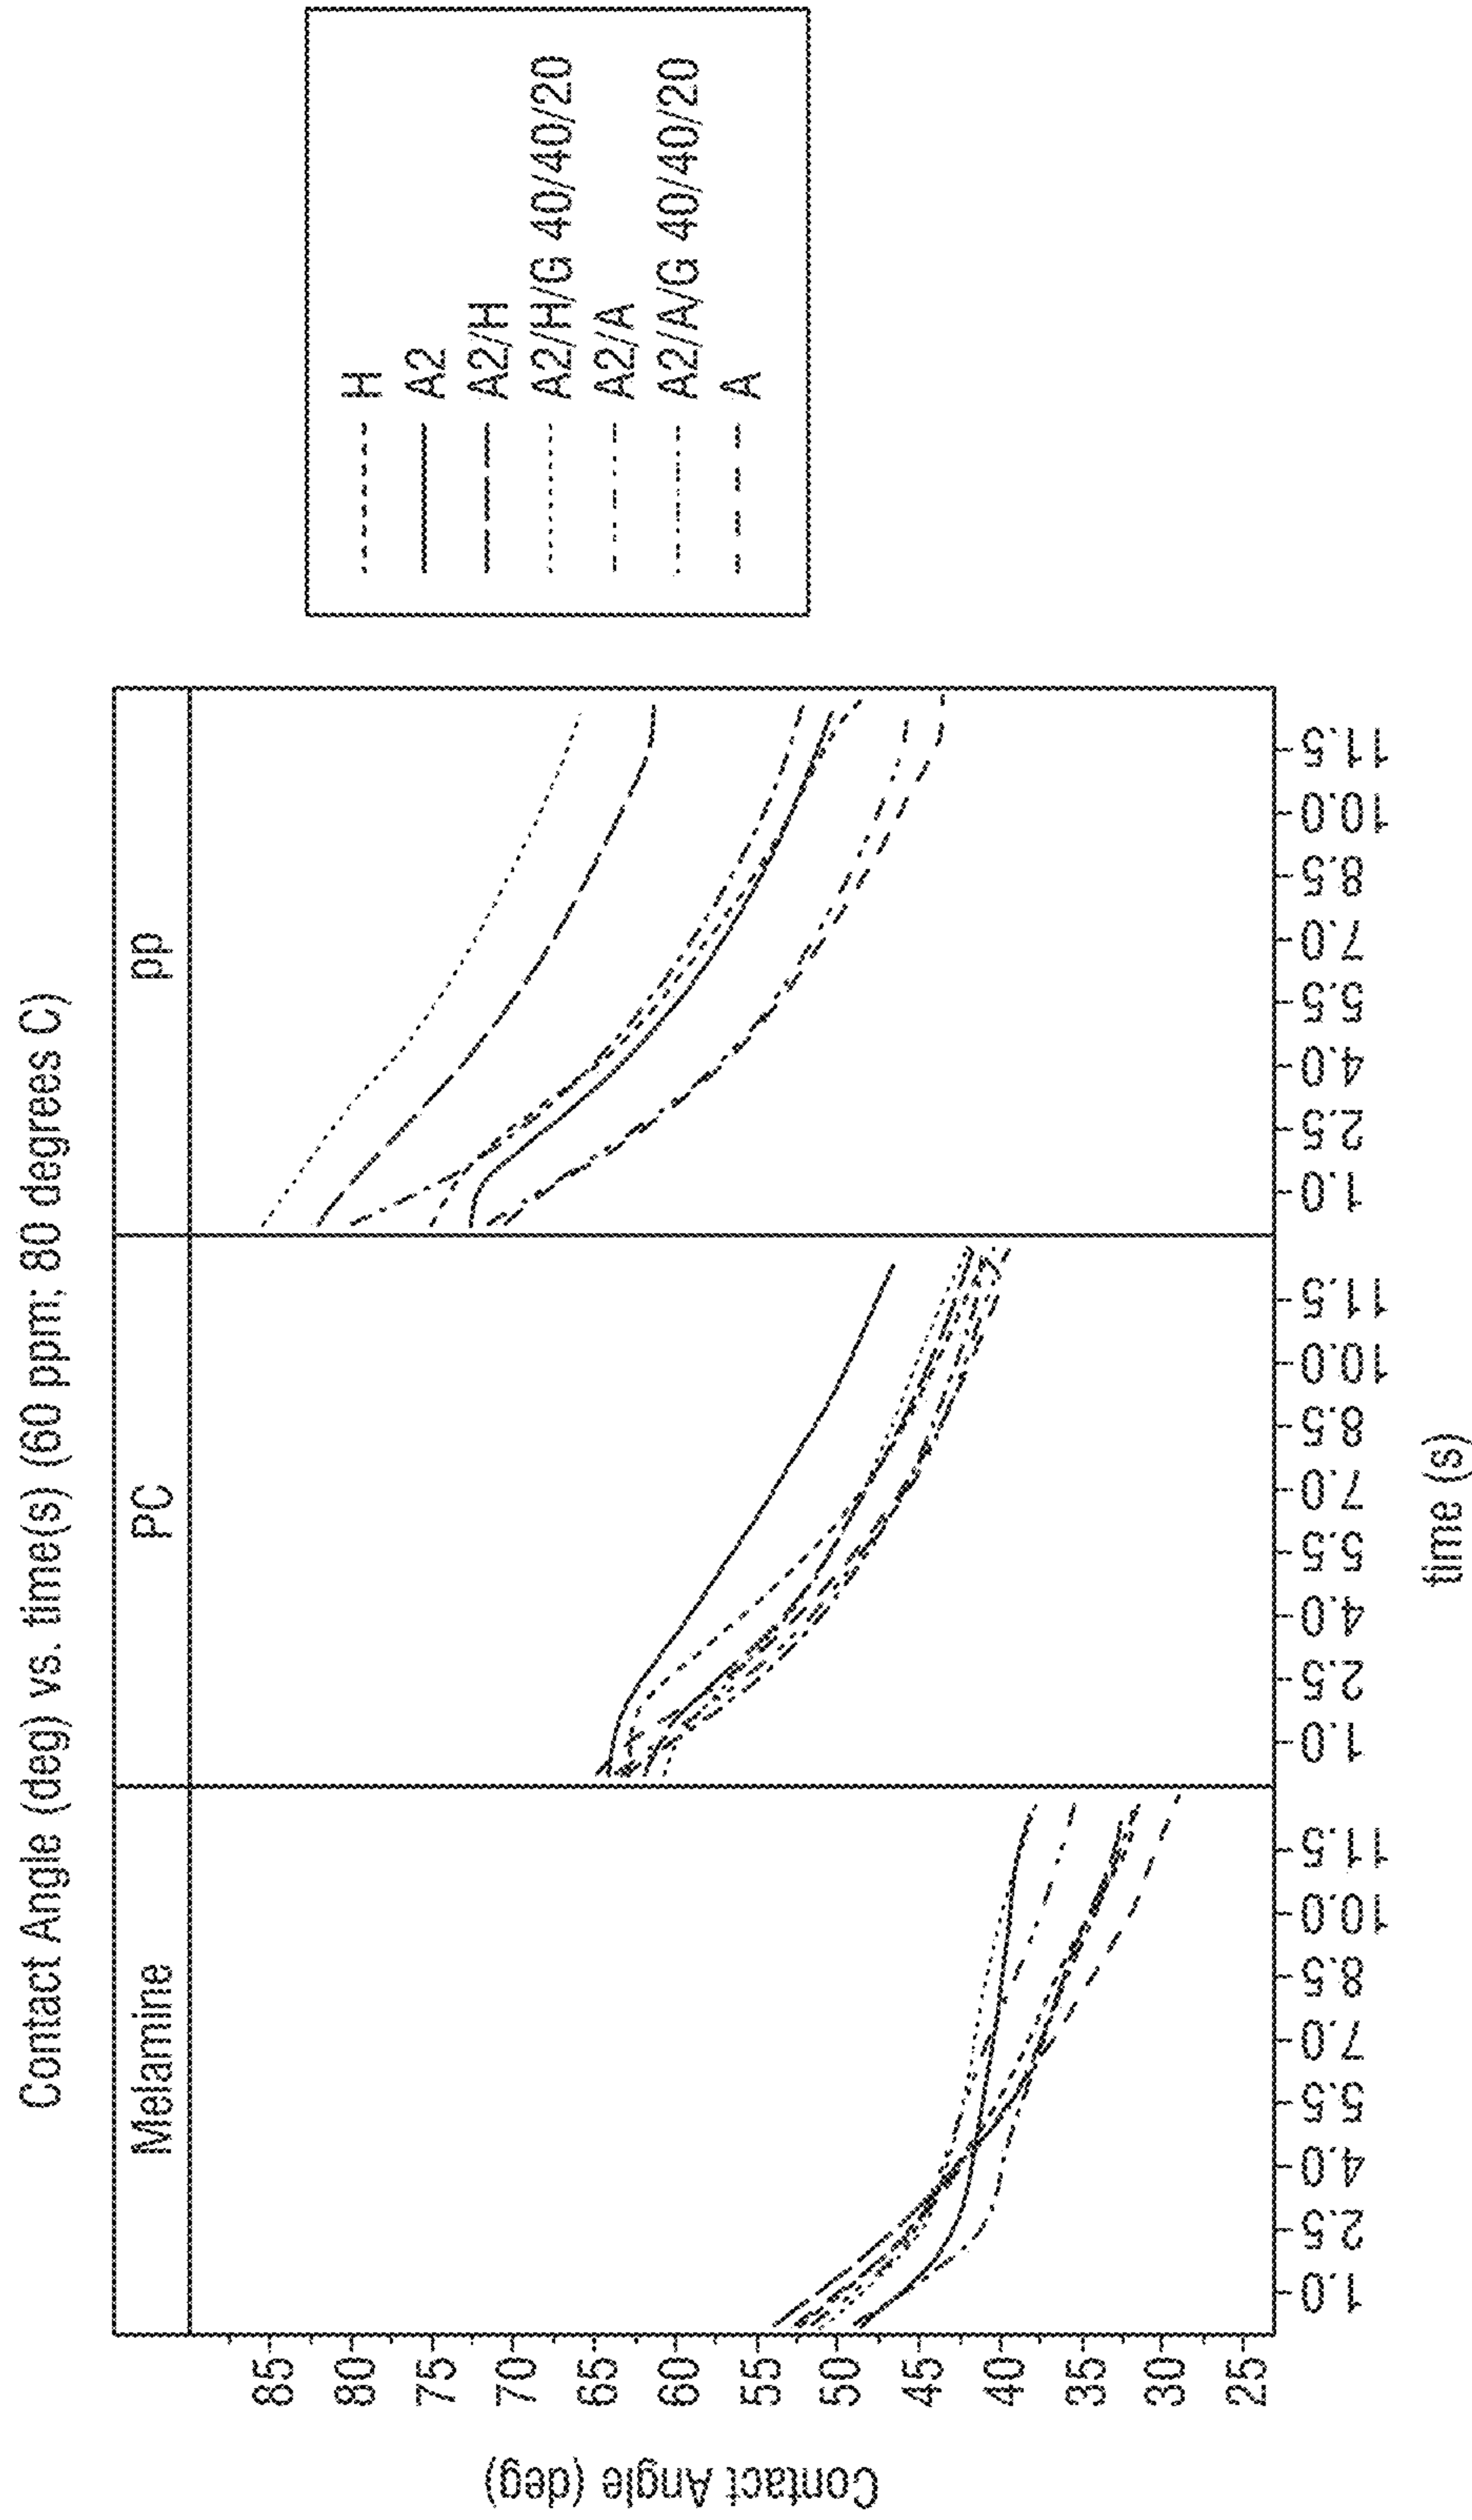 Contact Angle (deg) vs. time(s) (60 ppm; 80 degrees C)
Melamine
PC
pp
Contact Angle (deg)
85
80
75
70
65
60
55
50
45
40
35
30
25
1.0 2.5 4.0 5.5 7.0 8.5 10.0 11.5
1.0 2.5 4.0 5.5 7.0 8.5 10.0 11.5
1.0 2.5 4.0 5.5 7.0 8.5 10.0 11.5
time (s)
H
A2
A2/H
A2/H/G 40/40/20
A2/A
A2/A/G 40/40/20
A